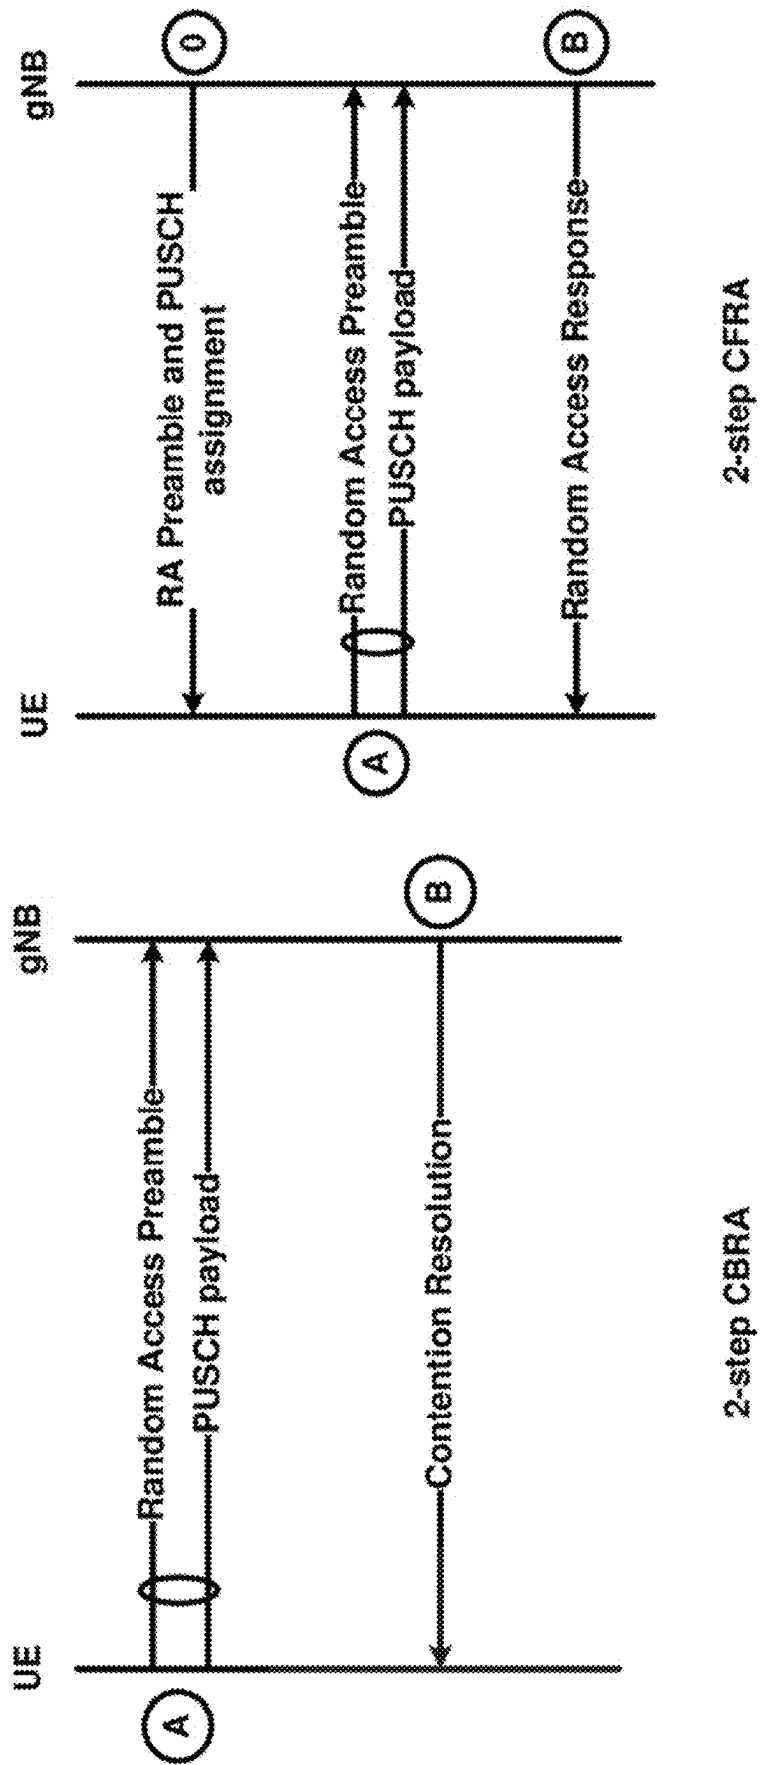 UE
gNB
A
Random Access Preamble
PUSCH payload
B
Contention Resolution
2-step CBRA
UE
gNB
0
RA Preamble and PUSCH
assignment
A
Random Access Preamble
PUSCH payload
B
Random Access Response
2-step CFRA